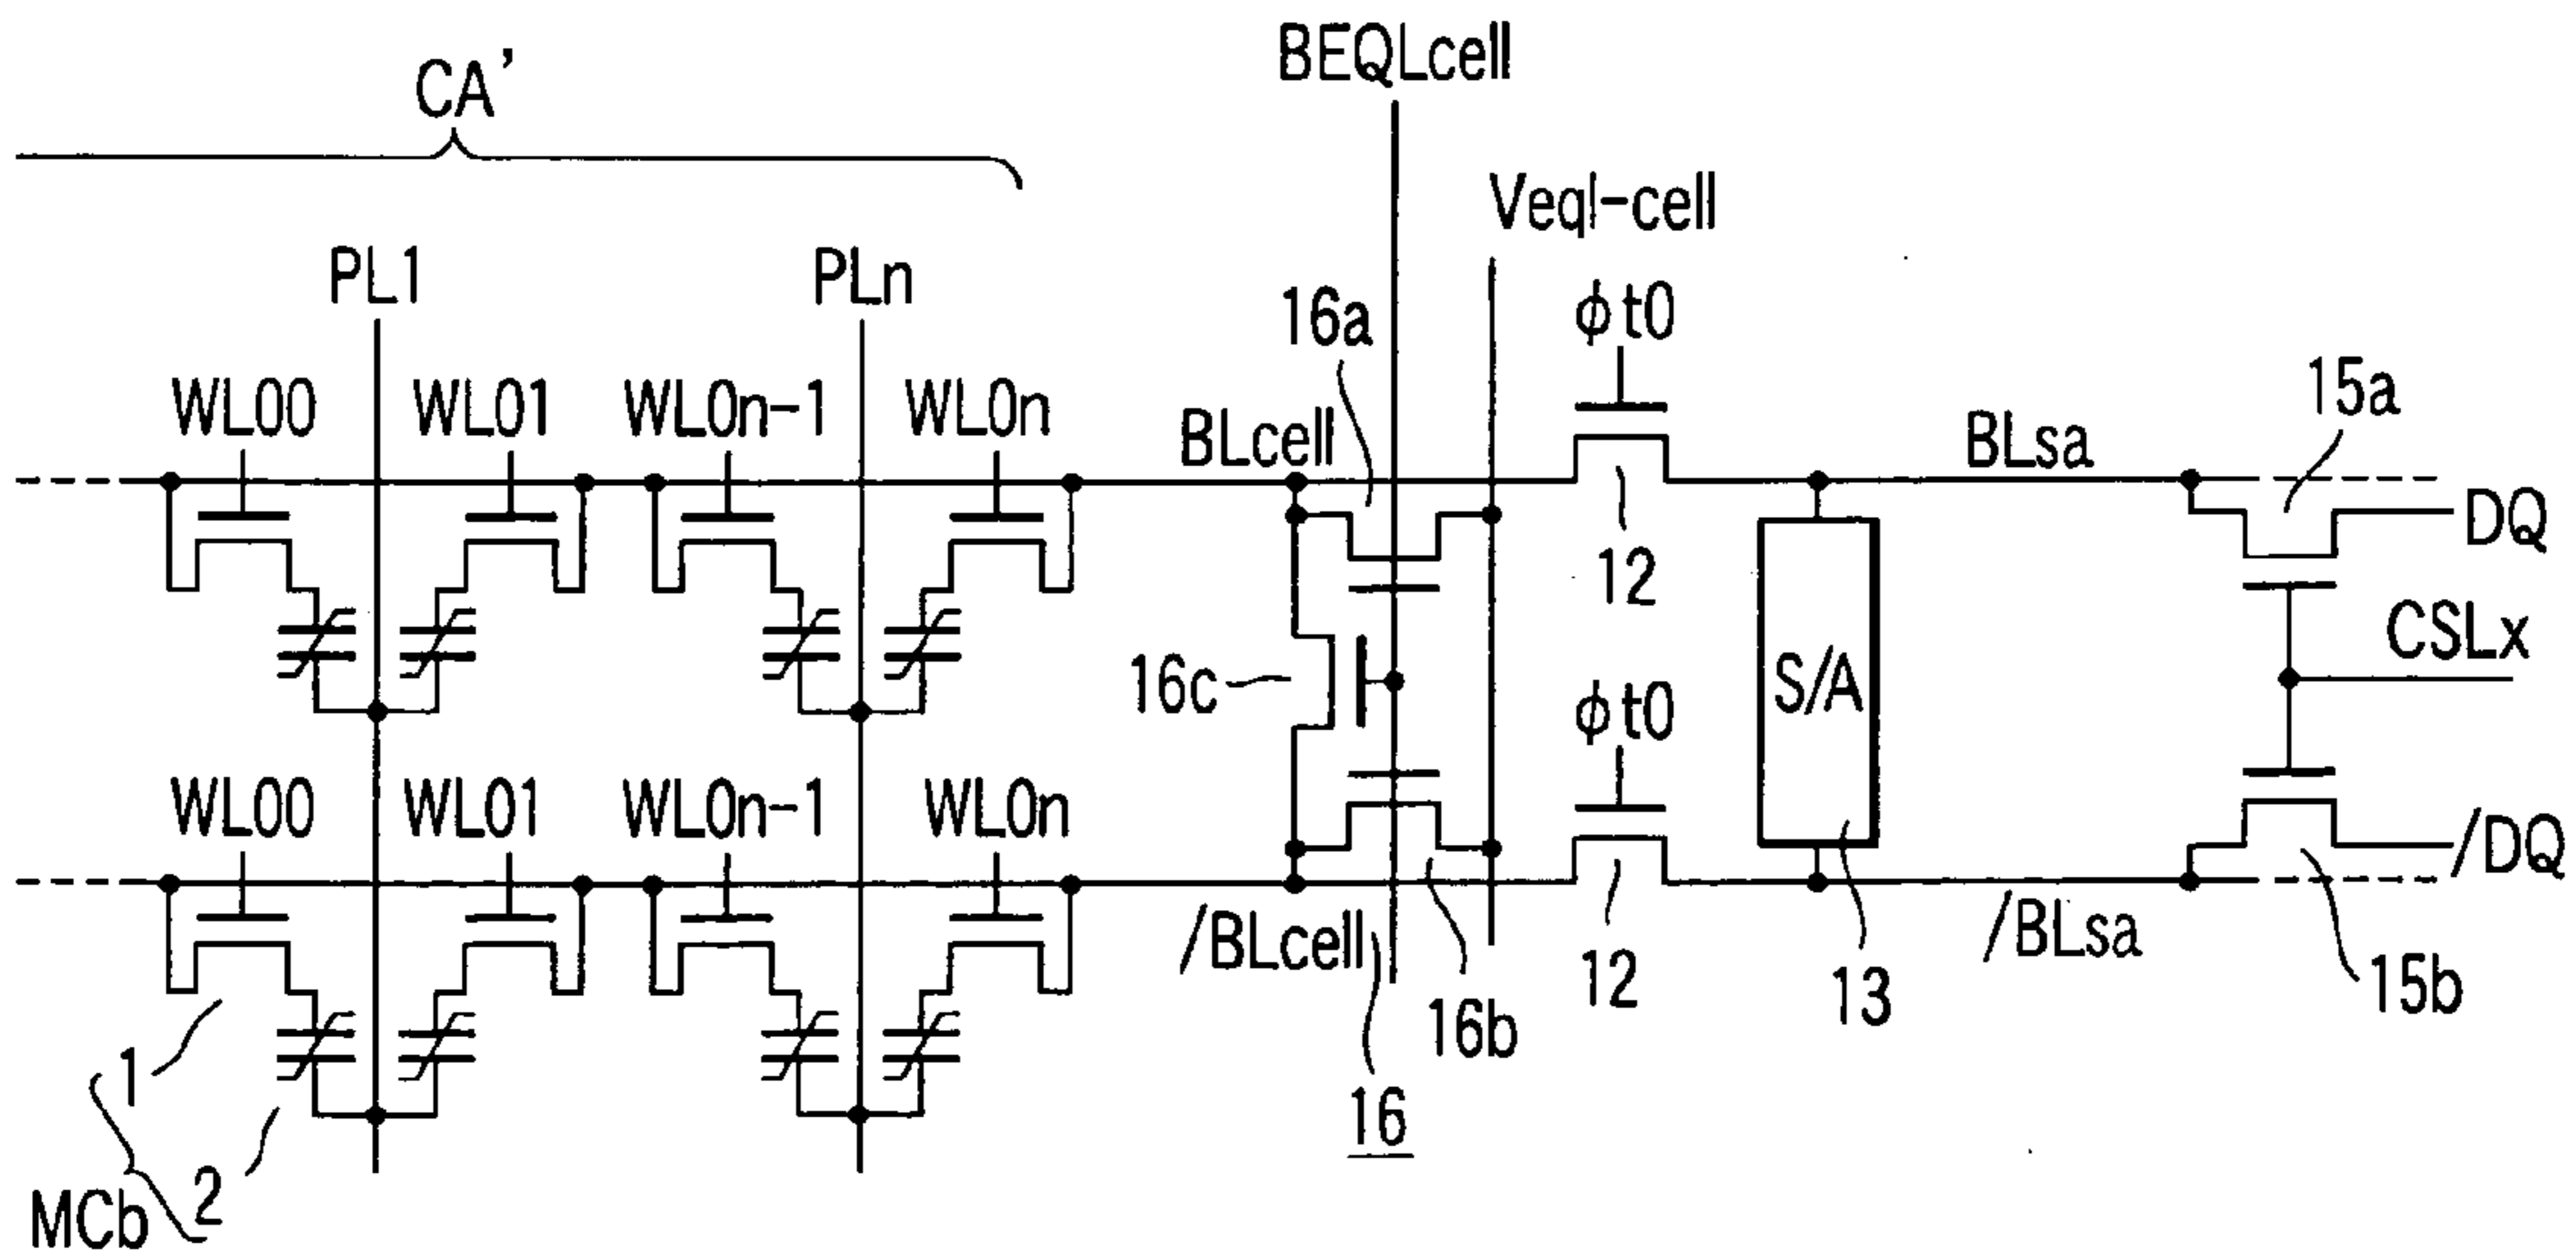 BEQLcell
CA'
Veql-cell
PL1
PLn
16a
φt0
WL00
WL01
WL0n-1
WL0n
BLcell
BLsa
15a
DQ
12
16c
S/A
CSLx
φt0
WL00
WL01
WL0n-1
WL0n
/DQ
/BLcell
12
/BLsa
13
15b
16b
1
16
2
MCb